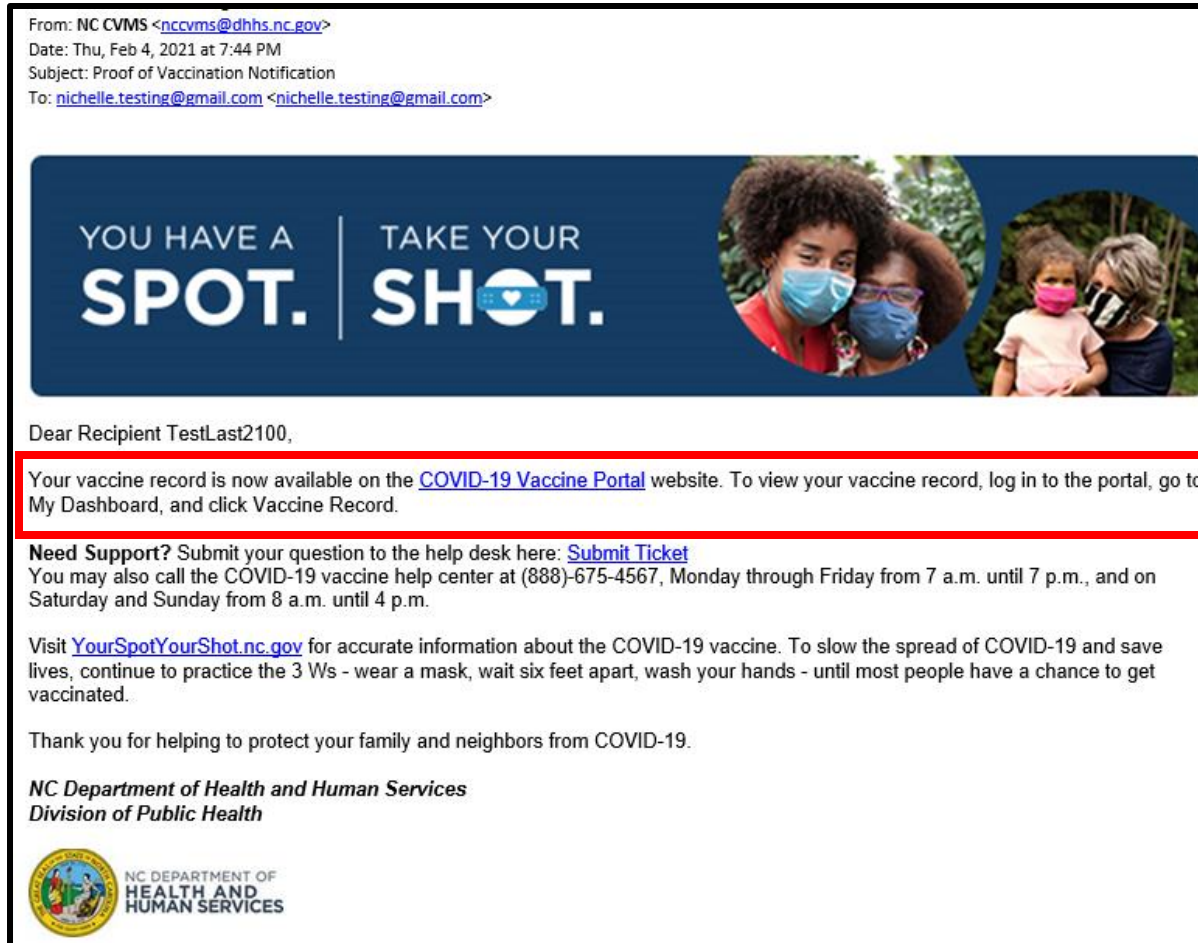 From: NC CVMS <nccvms@dhhs.nc.gov>
Date: Thu, Feb 4, 2021 at 7:44 PM
Subject: Proof of Vaccination Notification
To: nichelle.testing@gmail.com <nichelle.testing@gmail.com>
YOU HAVE A
SPOT.
TAKE YOUR
SHOT.
Dear Recipient TestLast2100,
Your vaccine record is now available on the COVID-19 Vaccine Portal website. To view your vaccine record, log in to the portal, go to
My Dashboard, and click Vaccine Record.
Need Support? Submit your question to the help desk here: Submit Ticket
You may also call the COVID-19 vaccine help center at (888)-675-4567, Monday through Friday from 7 a.m. until 7 p.m., and on
Saturday and Sunday from 8 a.m. until 4 p.m.
Visit YourSpotYourShot.nc.gov for accurate information about the COVID-19 vaccine. To slow the spread of COVID-19 and save
lives, continue to practice the 3 Ws - wear a mask, wait six feet apart, wash your hands - until most people have a chance to get
vaccinated.
Thank you for helping to protect your family and neighbors from COVID-19.
NC Department of Health and Human Services
Division of Public Health
NC DEPARTMENT OF
HEALTH AND
HUMAN SERVICES